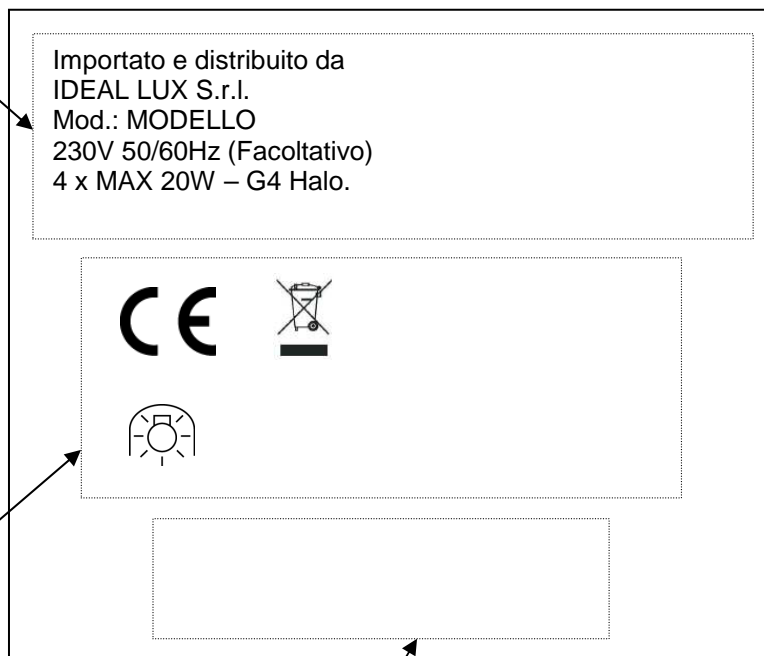 Importato e distribuito da
IDEAL LUX S.r.l.
Mod.: MODELLO
230V 50/60Hz (Facoltativo)
4 x MAX 20W – G4 Halo.
CE